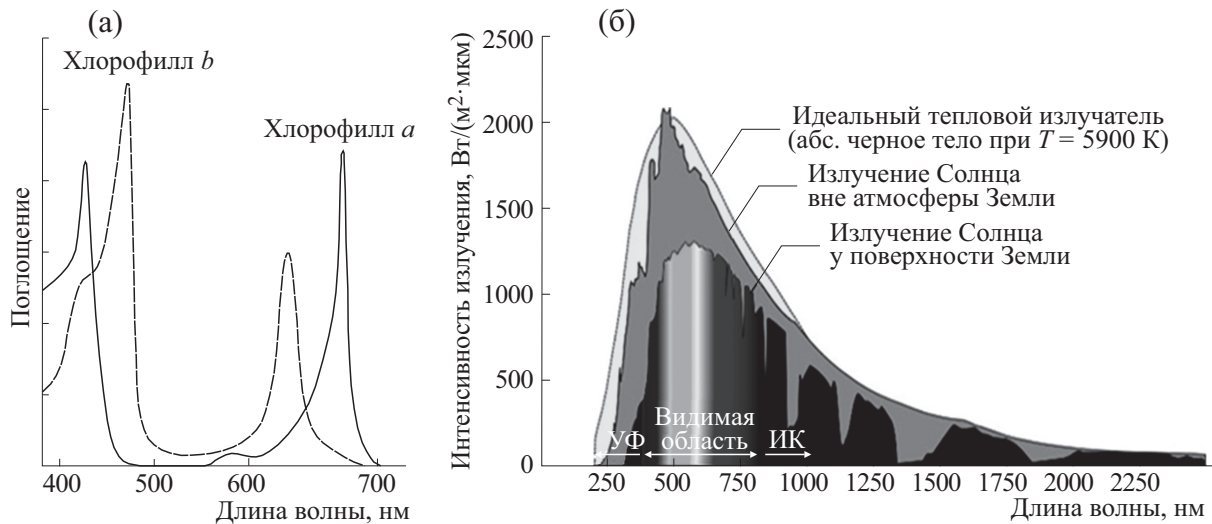 (а)
Хлорофилл b
Хлорофилл a
Поглощение
400
500
600
700
Длина волны, нм
(б)
Интенсивность излучения, Вт/(м²·мкм)
2500
2000
1500
1000
500
0
Идеальный тепловой излучатель
(абс. черное тело при T = 5900 К)
Излучение Солнца
вне атмосферы Земли
Излучение Солнца
у поверхности Земли
УФ
Видимая
область
ИК
250
500
750
1000
1250
1500
1750
2000
2250
Длина волны, нм